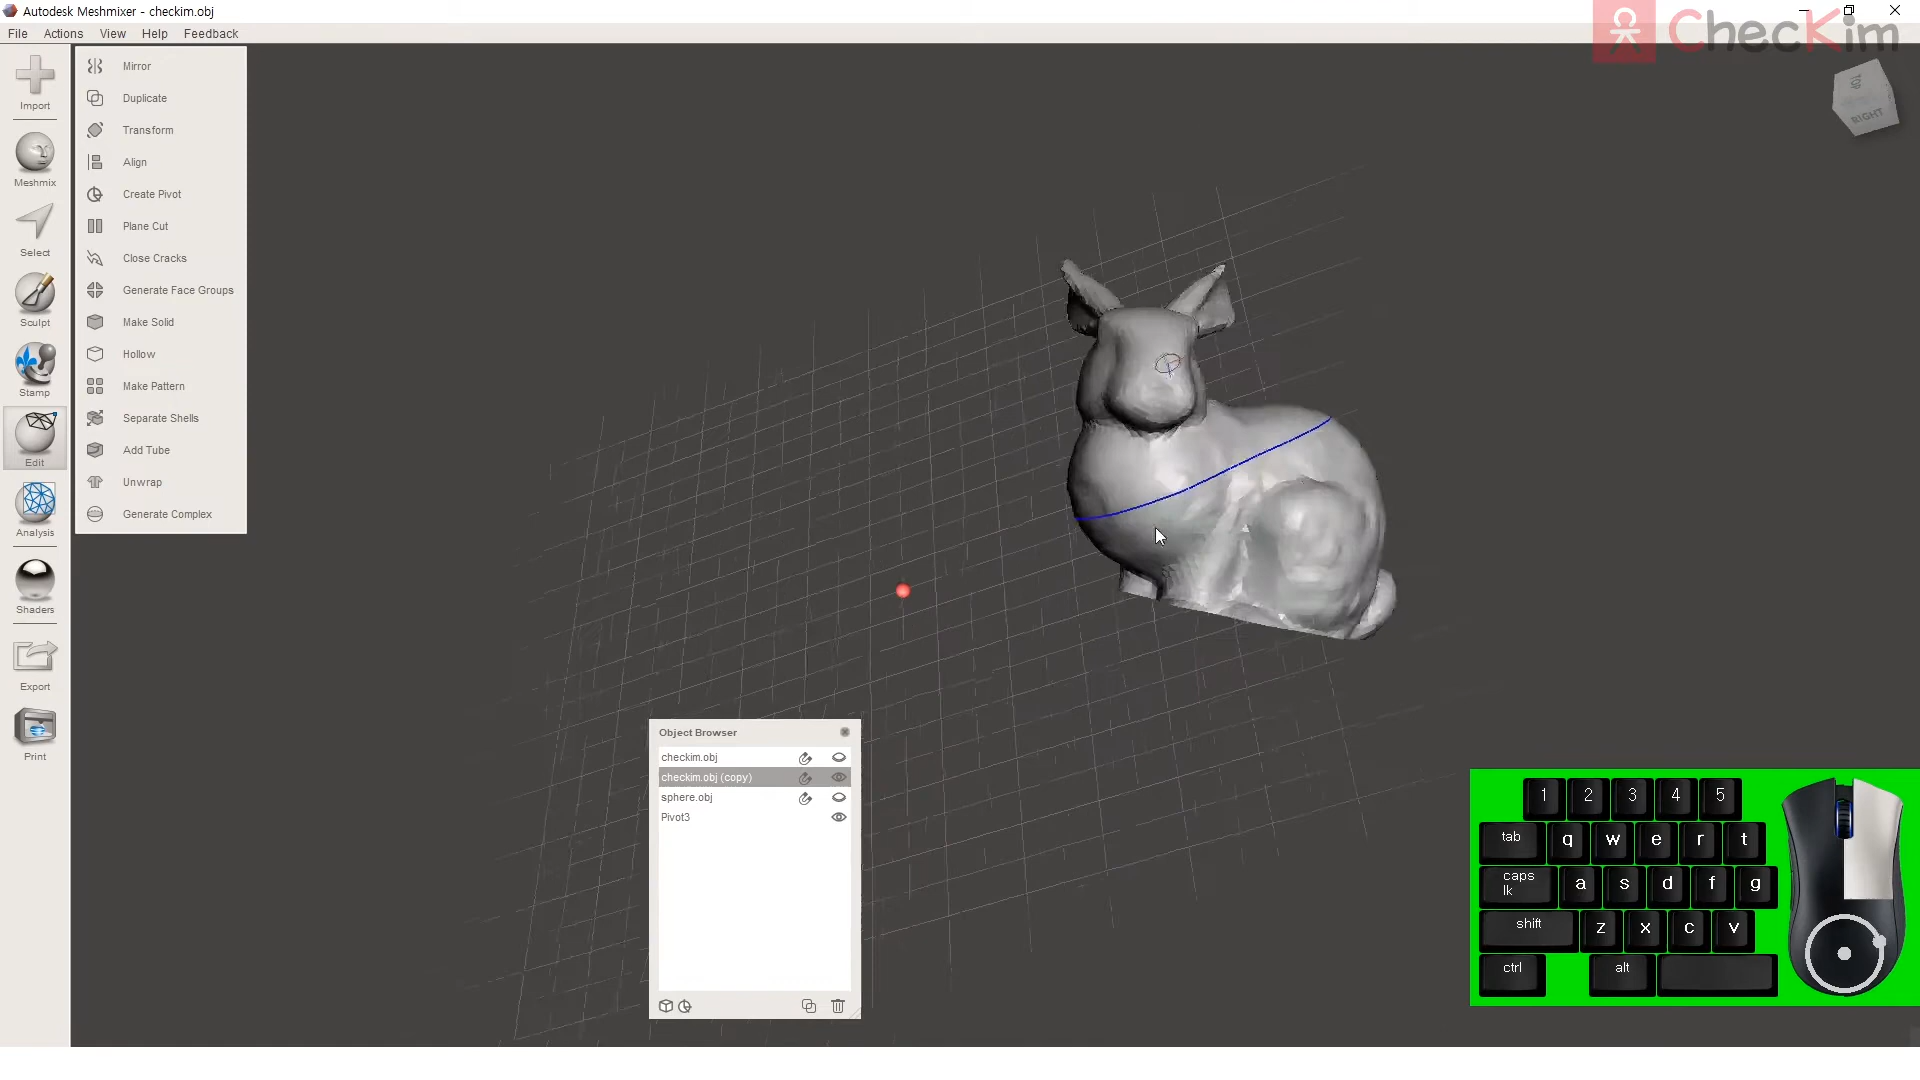 Autodesk Meshmixer - checkim.obj
ChecKim
File Actions View Help Feedback
Import
Meshmix
Select
Sculpt
Stamp
Edit
Analysis
Shaders
Export
Print
Mirror
Duplicate
Transform
Align
Create Pivot
Plane Cut
Close Cracks
Generate Face Groups
Make Solid
Hollow
Make Pattern
Separate Shells
Add Tube
Unwrap
Generate Complex
TOP
RIGHT
Object Browser
checkim.obj
checkim.obj (copy)
sphere.obj
Pivot3
1 2 3 4 5
tab q w e r t
caps
lk a s d f g
shift z x c v
ctrl alt